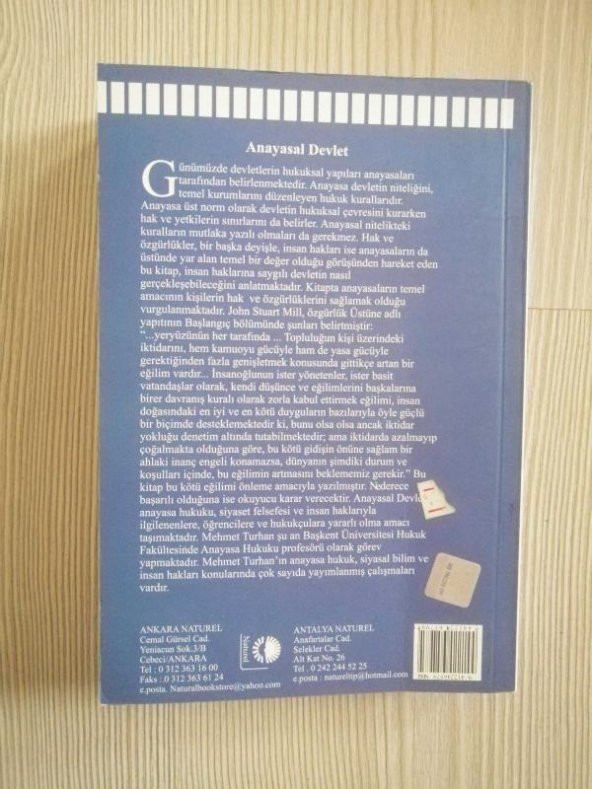 Anayasal Devlet
Günümüzde devletlerin hukuksal yapıları anayasaları
tarafından belirlenmektedir. Anayasa devletin niteliğini,
temel kurumlarını düzenleyen hukuk kurallarıdır.
Anayasa üst norm olarak devletin hukuksal çevresini kurarken
hak ve yetkilerin sınırlarını da belirler. Anayasal nitelikteki
kuralların mutlaka yazılı olmaları da gerekmez. Hak ve
özgürlükler, bir başka deyişle, insan hakları ise anayasaların da
üstünde yar alan temel bir değer olduğu görüşünden hareket eden
bu kitap, insan haklarına saygılı devletin nasıl
gerçekleşebileceğini anlatmaktadır. Kitapta anayasaların temel
amacının kişilerin hak ve özgürlüklerini sağlamak olduğu
vurgulanmaktadır. John Stuart Mill, özgürlük Üstüne adlı
yapıtının Başlangıç bölümünde şunları belirtmiştir:
"...yeryüzünün her tarafında ... Topluluğun kişi üzerindeki
iktidarını, hem kamuoyu gücüyle ham de yasa gücüyle
gerektiğinden fazla genişletmek konusunda gittikçe artan bir
eğilim vardır... İnsanoğlunun ister yönetenler, ister basit
vatandaşlar olarak, kendi düşünce ve eğilimlerini başkalarına
birer davranış kuralı olarak zorla kabul ettirmek eğilimi, insan
doğasındaki en iyi ve en kötü duyguların bazılarıyla öyle güçlü
bir biçimde desteklemektedir ki, bunu olsa olsa ancak iktidar
yokluğu denetim altında tutabilmektedir; ama iktidarda azalmayıp
çoğalmakta olduğuna göre, bu kötü gidişin önüne sağlam bir
ahlaki inanç engeli konamazsa, dünyanın şimdiki durum ve
koşulları içinde, bu eğilimin artmasını beklememiz gerekir." Bu
kitap bu kötü eğilimi önleme amacıyla yazılmıştır. Nederece
başarılı olduğuna ise okuyucu karar verecektir. Anayasal
anayasa hukuku, siyaset felsefesi ve insan haklarıyla
ilgilenenlere, öğrencilere ve hukukçulara yararlı olma amacı
taşımaktadır. Mehmet Turhan şu an Başkent Üniversitesi Hukuk
Fakültesinde Anayasa Hukuku profesörü olarak görev
yapmaktadır. Mehmet Turhan'ın anayasa hukuk, siyasal bilim ve
insan hakları konularında çok sayıda yayımlanmış çalışmaları
vardır.
ANKARA NATUREL
Cemal Gürsel Cad.
Yeniacun Sok.3/B
Cebeci/ANKARA
Tel : 0 312 363 16 00
Faks : 0 312 363 61 24
e.posta. Naturalbookstore@yahoo.com
Naturel
ANTALYA NATUREL
Anafartalar Cad.
Selekler Cad.
Alt Kat No. 26
Tel . 0 242 244 52 25
e.posta : natureltip@hotmail.com